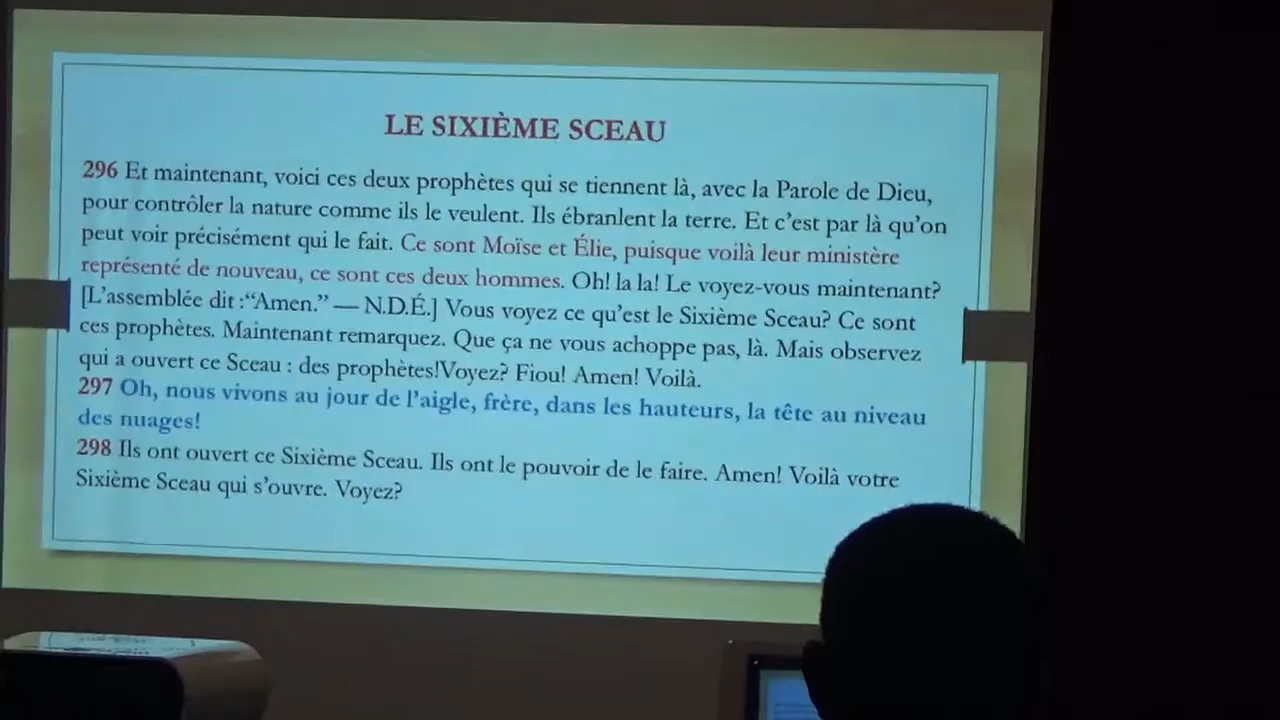 LE SIXIÈME SCEAU
296 Et maintenant, voici ces deux prophètes qui se tiennent là, avec la Parole de Dieu,
pour contrôler la nature comme ils le veulent. Ils ébranlent la terre. Et c’est par là qu’on
peut voir précisément qui le fait. Ce sont Moïse et Élie, puisque voilà leur ministère
représenté de nouveau, ce sont ces deux hommes. Oh! la la! Le voyez-vous maintenant?
[L’assemblée dit :“Amen.” — N.D.É.] Vous voyez ce qu’est le Sixième Sceau? Ce sont
ces prophètes. Maintenant remarquez. Que ça ne vous achoppe pas, là. Mais observez
qui a ouvert ce Sceau : des prophètes!Voyez? Fiou! Amen! Voilà.
297 Oh, nous vivons au jour de l’aigle, frère, dans les hauteurs, la tête au niveau
des nuages!
298 Ils ont ouvert ce Sixième Sceau. Ils ont le pouvoir de le faire. Amen! Voilà votre
Sixième Sceau qui s’ouvre. Voyez?